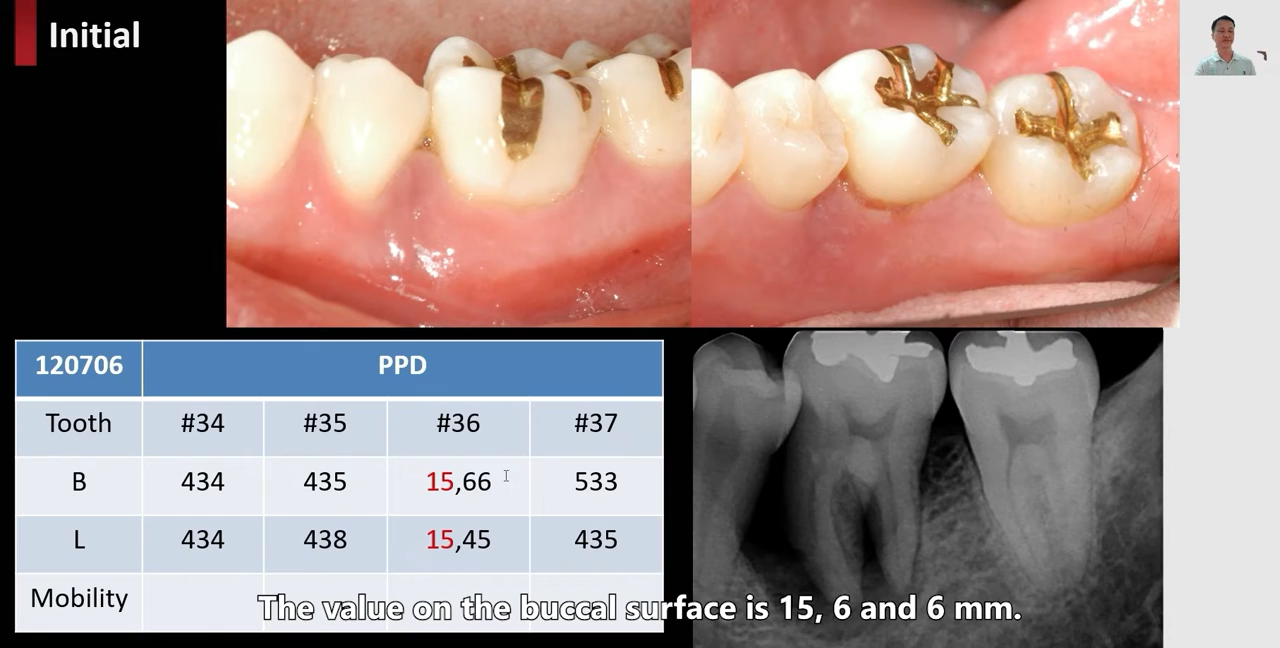 Initial
120706 PPD
Tooth #34 #35 #36 #37
B 434 435 15,66 533
L 434 438 15,45 435
Mobility
The value on the buccal surface is 15, 6 and 6 mm.